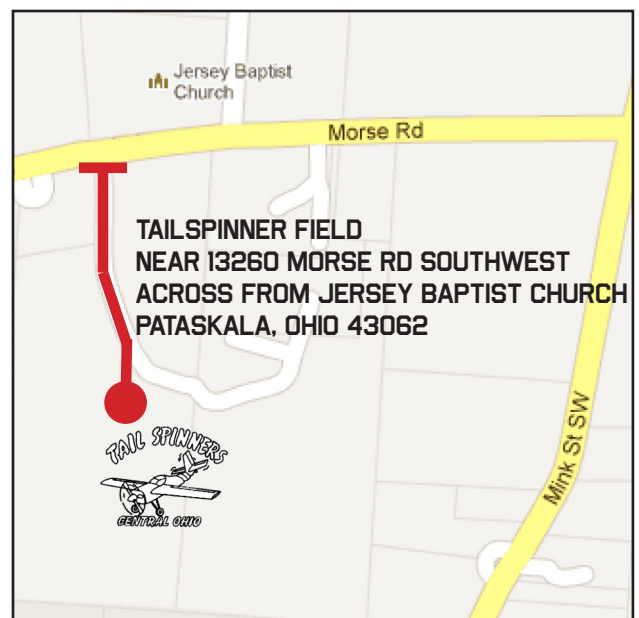 Jersey Baptist
Church
Morse Rd
TAILSPINNER FIELD
NEAR 13260 MORSE RD SOUTHWEST
ACROSS FROM JERSEY BAPTIST CHURCH
PATASKALA, OHIO 43062
Mink St SW
TAIL SPINNERS
CENTRAL OHIO